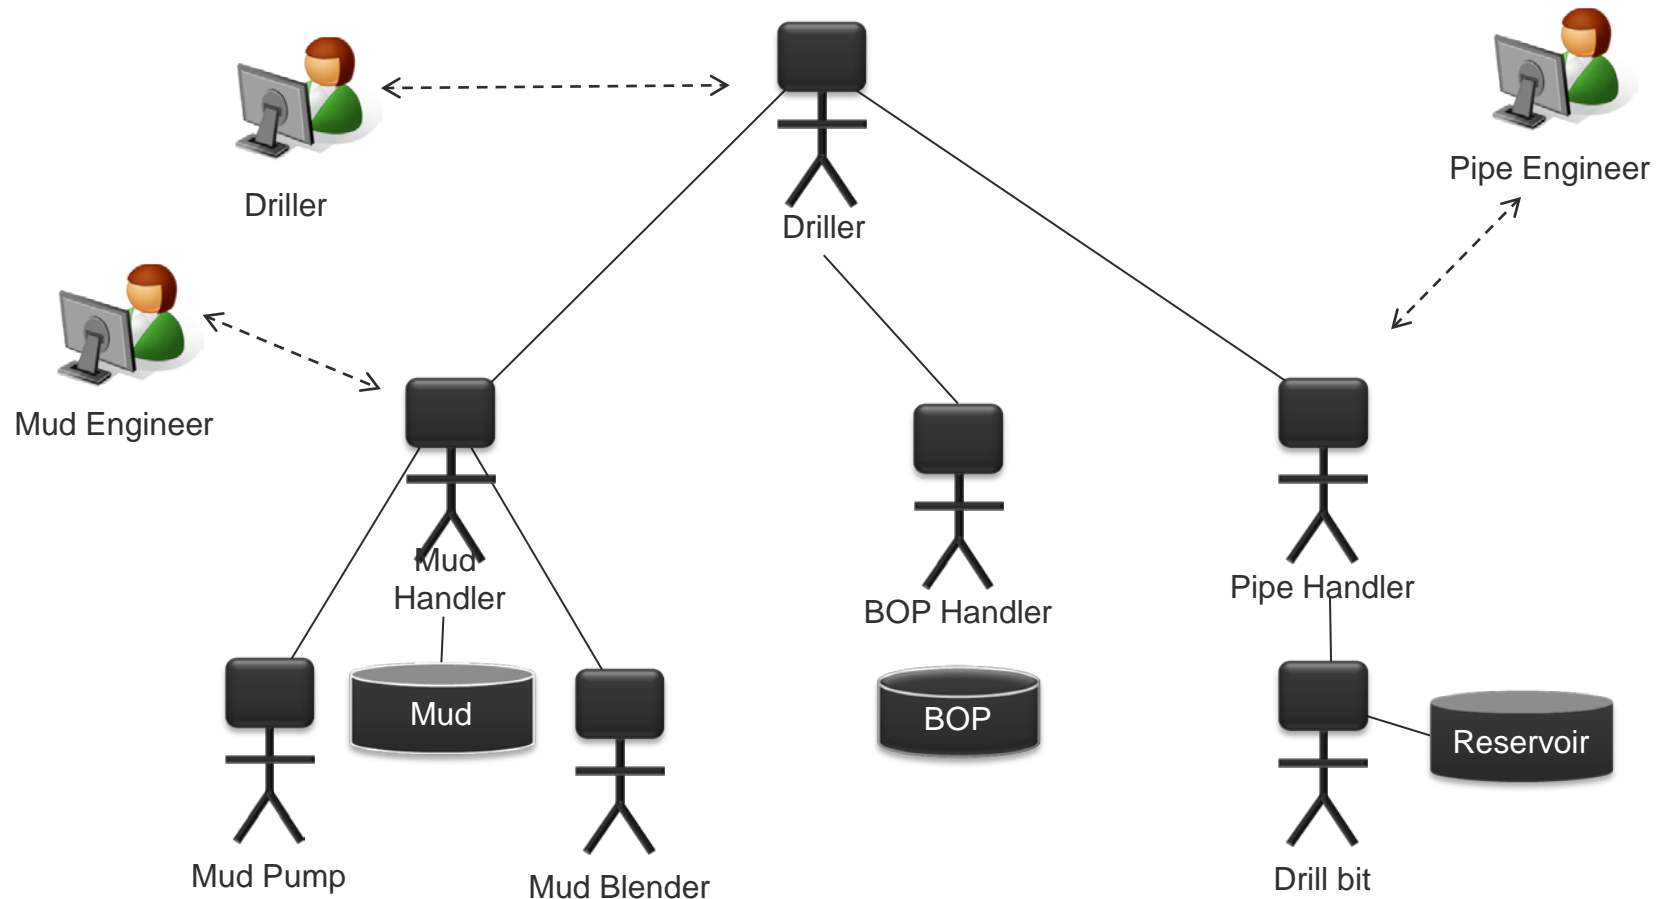 Pipe Engineer
Driller
Driller
Mud Engineer
Mud
Handler
BOP Handler
Pipe Handler
Mud
BOP
Reservoir
Mud Pump
Mud Blender
Drill bit